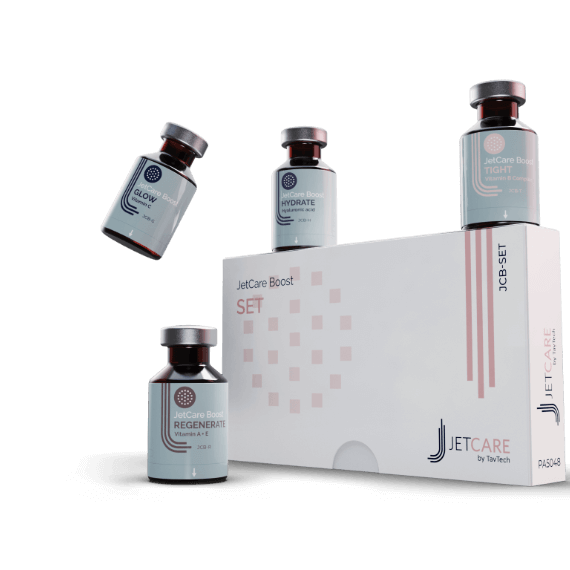 JetCare Boost
GLOW
Vitamin C
JetCare Boost
HYDRATE
Hyaluronic acid
JetCare Boost
TIGHT
JetCare Boost
SET
JCB-SET
JetCare Boost
REGENERATE
Vitamin A + E
JETCARE
by TavTech
JETCARE
by TavTech
PAS048